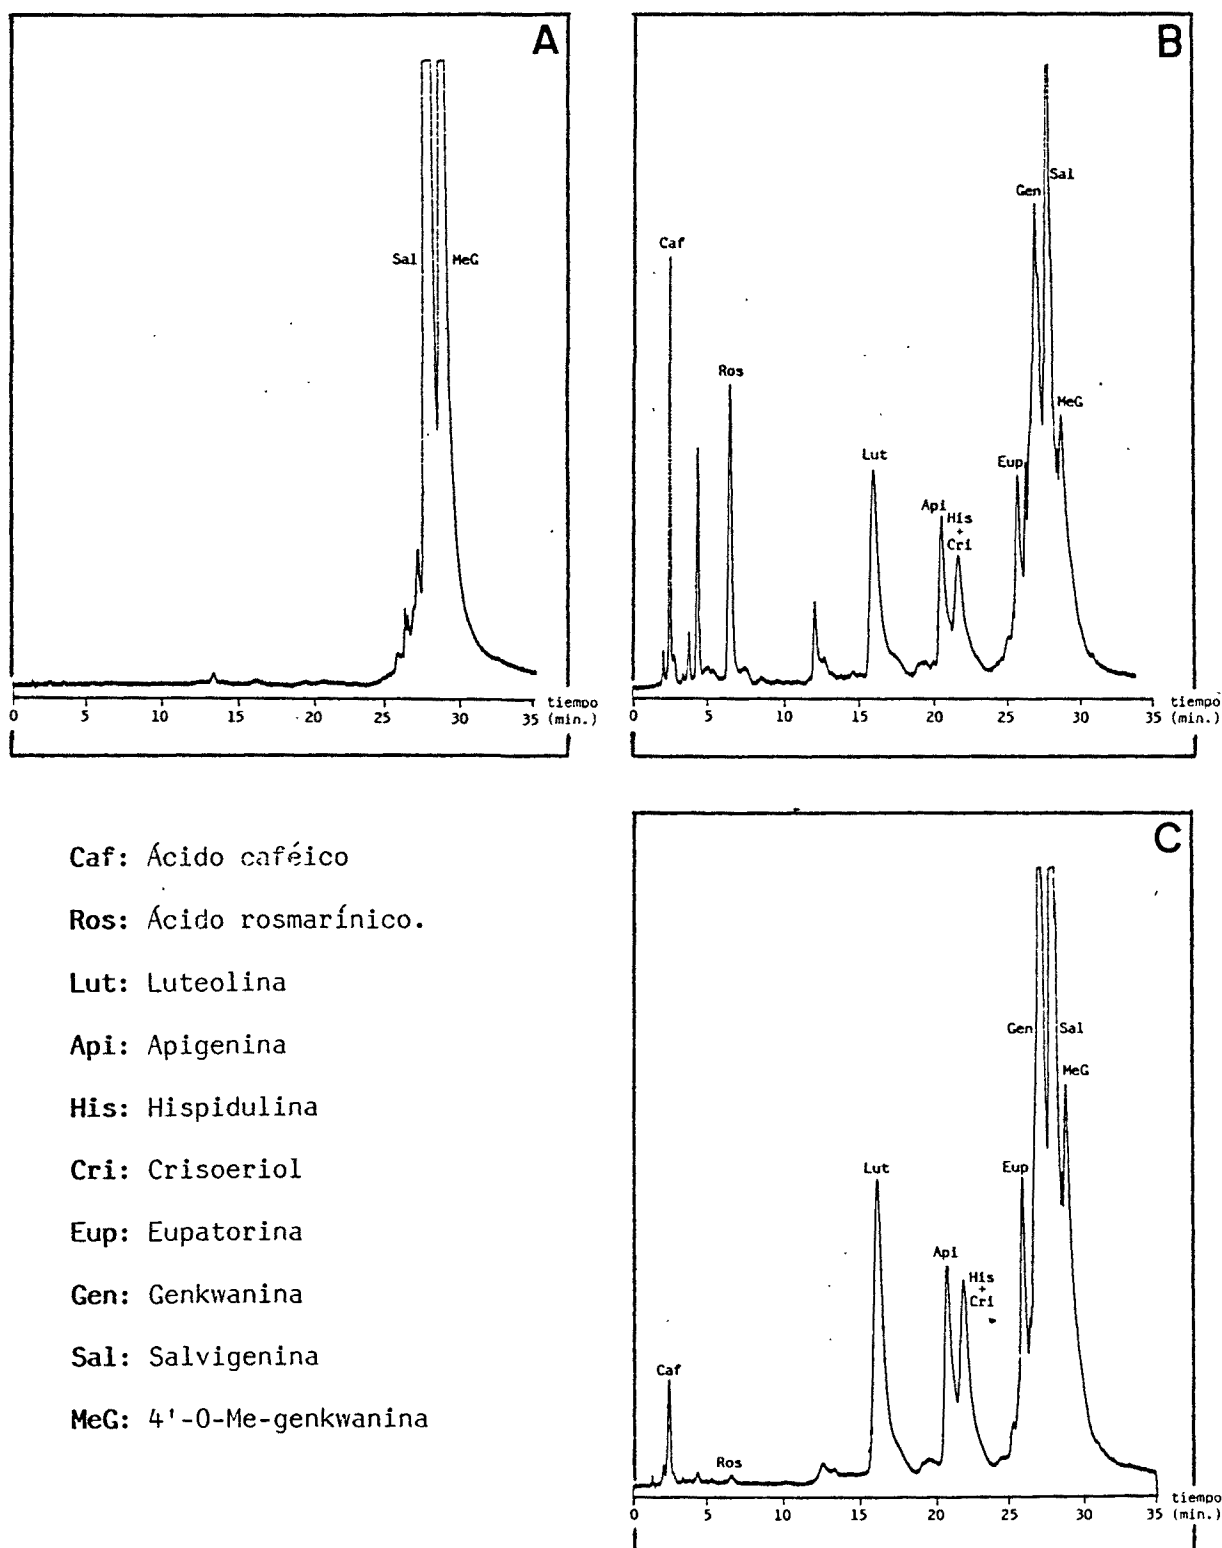 A
Sal MeG
0 5 10 15 20 25 30 35 tiempo (min.)
B
Caf
Ros
Lut
Api
His
+
Cri
Eup
Gen
Sal
MeG
0 5 10 15 20 25 30 35 tiempo (min.)
Caf: Ácido caféico
Ros: Ácido rosmarínico.
Lut: Luteolina
Api: Apigenina
His: Hispidulina
Cri: Crisoeriol
Eup: Eupatorina
Gen: Genkwanina
Sal: Salvigenina
MeG: 4'-O-Me-genkwanina
C
Caf
Ros
Lut
Api
His
+
Cri
Eup
Gen
Sal
MeG
0 5 10 15 20 25 30 35 tiempo (min.)